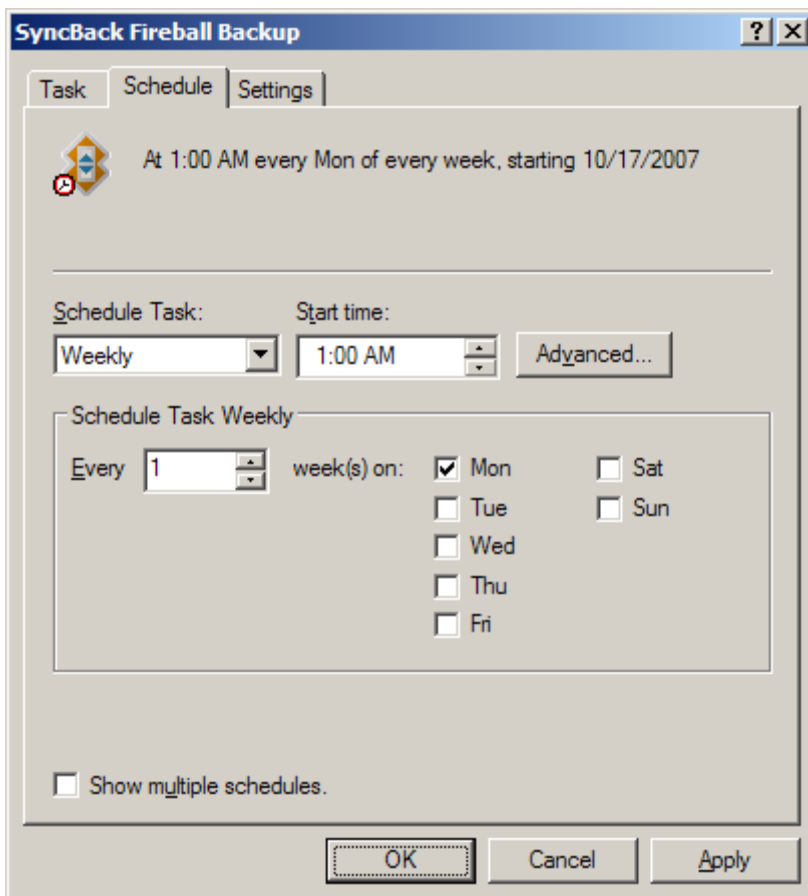 SyncBack Fireball Backup
Task Schedule Settings
At 1:00 AM every Mon of every week, starting 10/17/2007
Schedule Task: Start time:
Weekly 1:00 AM Advanced...
Schedule Task Weekly
Every 1 week(s) on: Mon Sat
Tue Sun
Wed
Thu
Fri
Show multiple schedules.
OK Cancel Apply